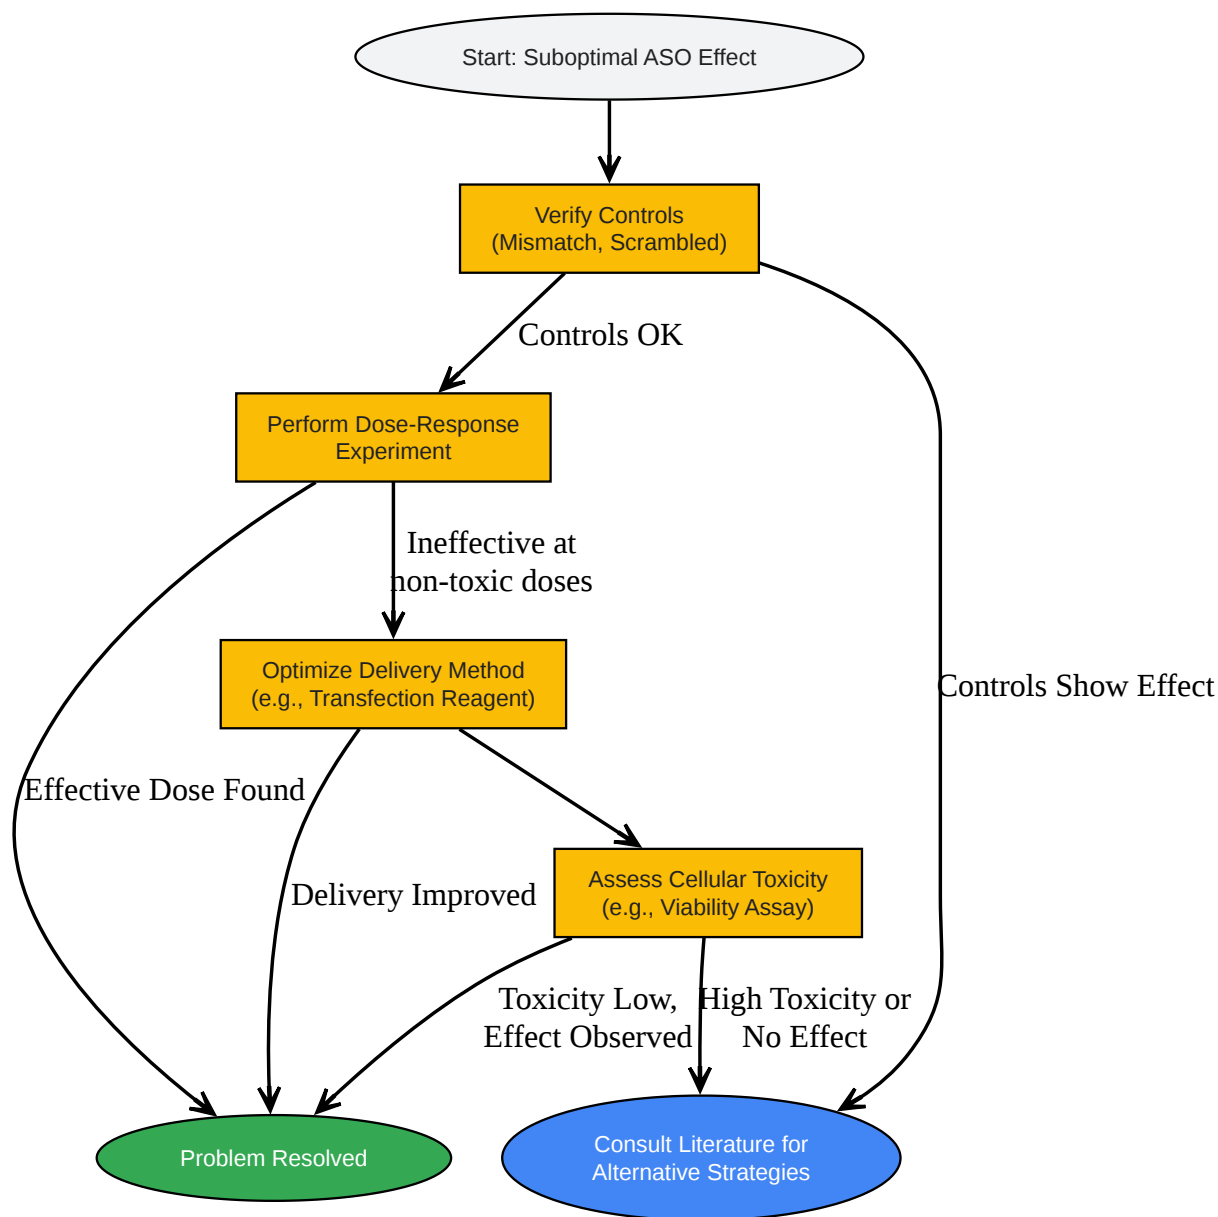 Start: Suboptimal ASO Effect
Verify Controls
(Mismatch, Scrambled)
Controls OK
Perform Dose-Response
Experiment
Ineffective at
non-toxic doses
Optimize Delivery Method
(e.g., Transfection Reagent)
Controls Show Effect
Effective Dose Found
Delivery Improved
Assess Cellular Toxicity
(e.g., Viability Assay)
Toxicity Low,
Effect Observed
High Toxicity or
No Effect
Problem Resolved
Consult Literature for
Alternative Strategies